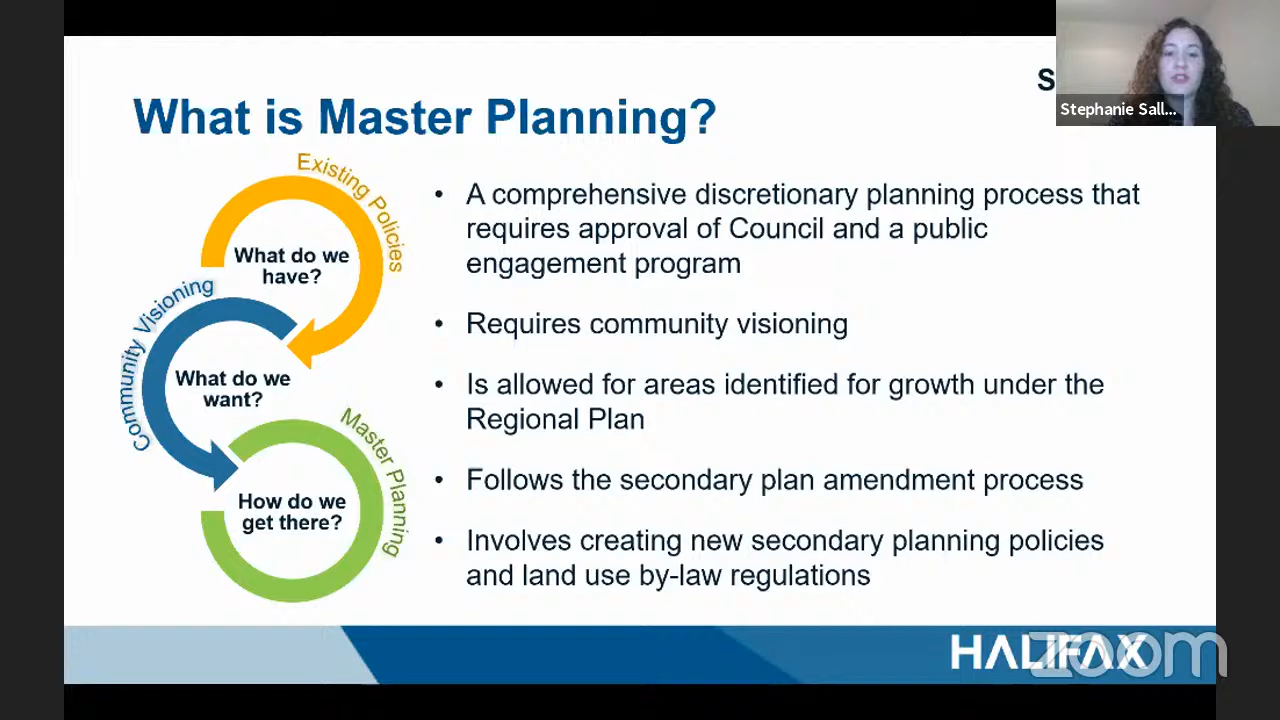 S
Stephanie Sall...
What is Master Planning?
Existing Policies
What do we
have?
Community Visioning
What do we
want?
Master Planning
How do we
get there?
• A comprehensive discretionary planning process that
requires approval of Council and a public
engagement program
• Requires community visioning
• Is allowed for areas identified for growth under the
Regional Plan
• Follows the secondary plan amendment process
• Involves creating new secondary planning policies
and land use by-law regulations
HALIFAX
zoom